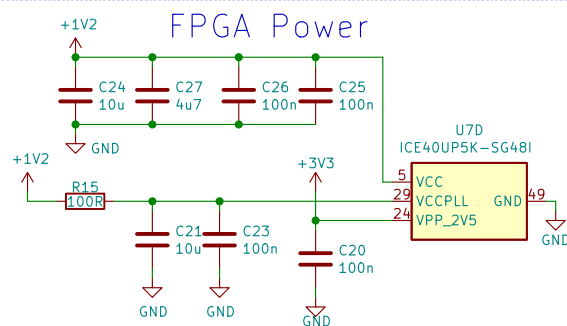 FPGA Power
+1V2
C24
10u
C27
4u7
C26
100n
C25
100n
GND
U7D
ICE40UP5K-SG48I
+1V2
R15
100R
+3V3
5
VCC
29
VCCPLL
24
VPP_2V5
GND
49
GND
C21
10u
C23
100n
C20
100n
GND
GND
GND